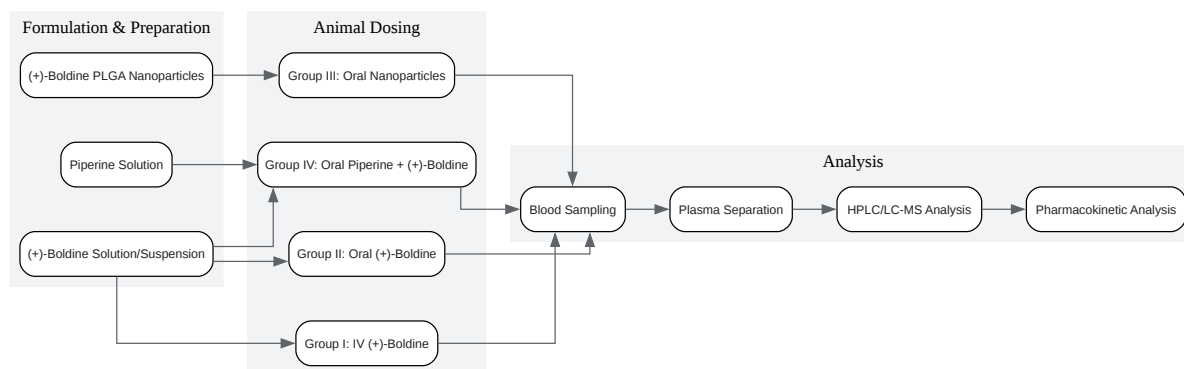 Formulation & Preparation
(+)-Boldine PLGA Nanoparticles
Piperine Solution
(+)-Boldine Solution/Suspension
Animal Dosing
Group III: Oral Nanoparticles
Group IV: Oral Piperine + (+)-Boldine
Group II: Oral (+)-Boldine
Group I: IV (+)-Boldine
Analysis
Blood Sampling
Plasma Separation
HPLC/LC-MS Analysis
Pharmacokinetic Analysis